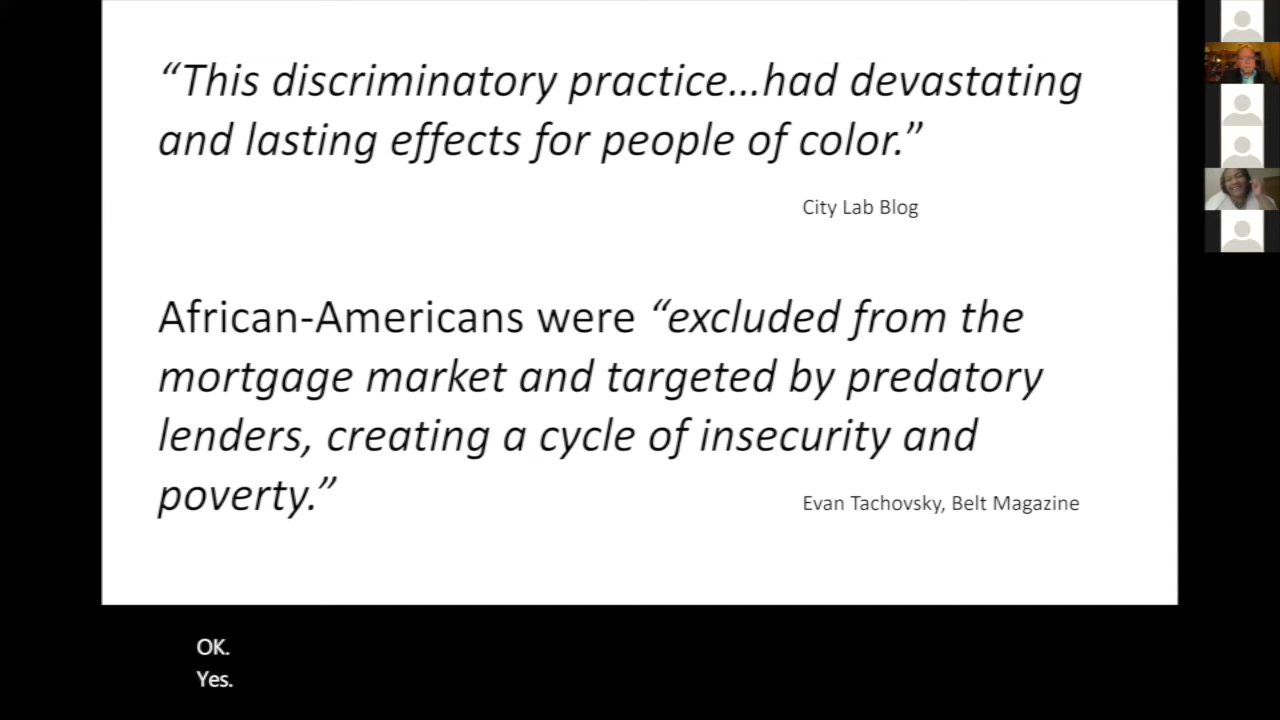 “This discriminatory practice...had devastating
and lasting effects for people of color.”
City Lab Blog
African-Americans were “excluded from the
mortgage market and targeted by predatory
lenders, creating a cycle of insecurity and
poverty.”
Evan Tachovsky, Belt Magazine
OK.
Yes.